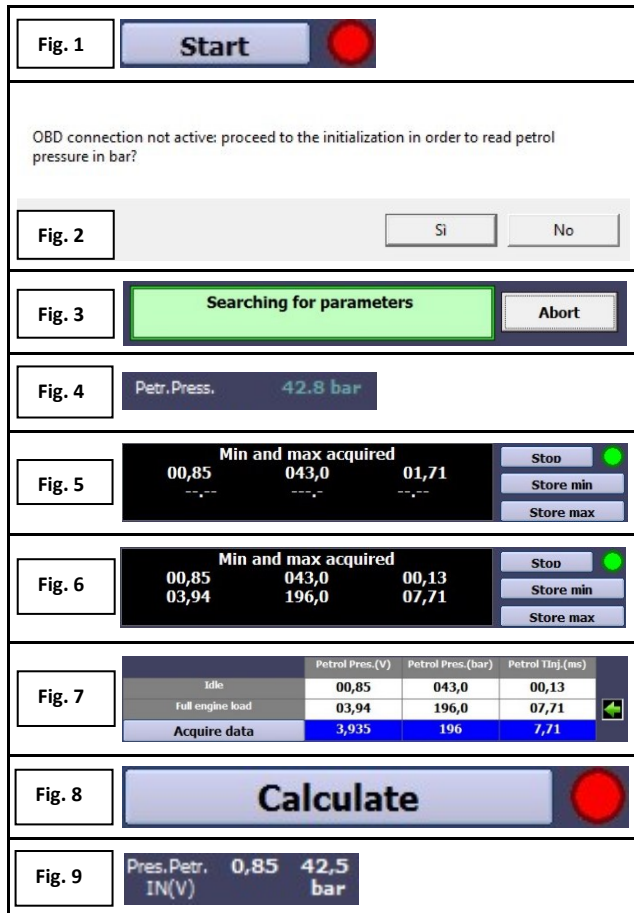 Fig. 1
Start
OBD connection not active: proceed to the initialization in order to read petrol
pressure in bar?
Fig. 2
Sì No
Fig. 3
Searching for parameters
Abort
Fig. 4
Petr.Press. 42.8 bar
Fig. 5
Min and max acquired
00,85 043,0 01,71
--.-- ---.- --.--
Stop
Store min
Store max
Fig. 6
Min and max acquired
00,85 043,0 00,13
03,94 196,0 07,71
Stop
Store min
Store max
Fig. 7
Petrol Pres.(V) Petrol Pres.(bar) Petrol TInj.(ms)
Idle 00,85 043,0 00,13
Full engine load 03,94 196,0 07,71
Acquire data 3,935 196 7,71
Fig. 8
Calculate
Fig. 9
Pres.Petr. 0,85 42,5
IN(V) bar